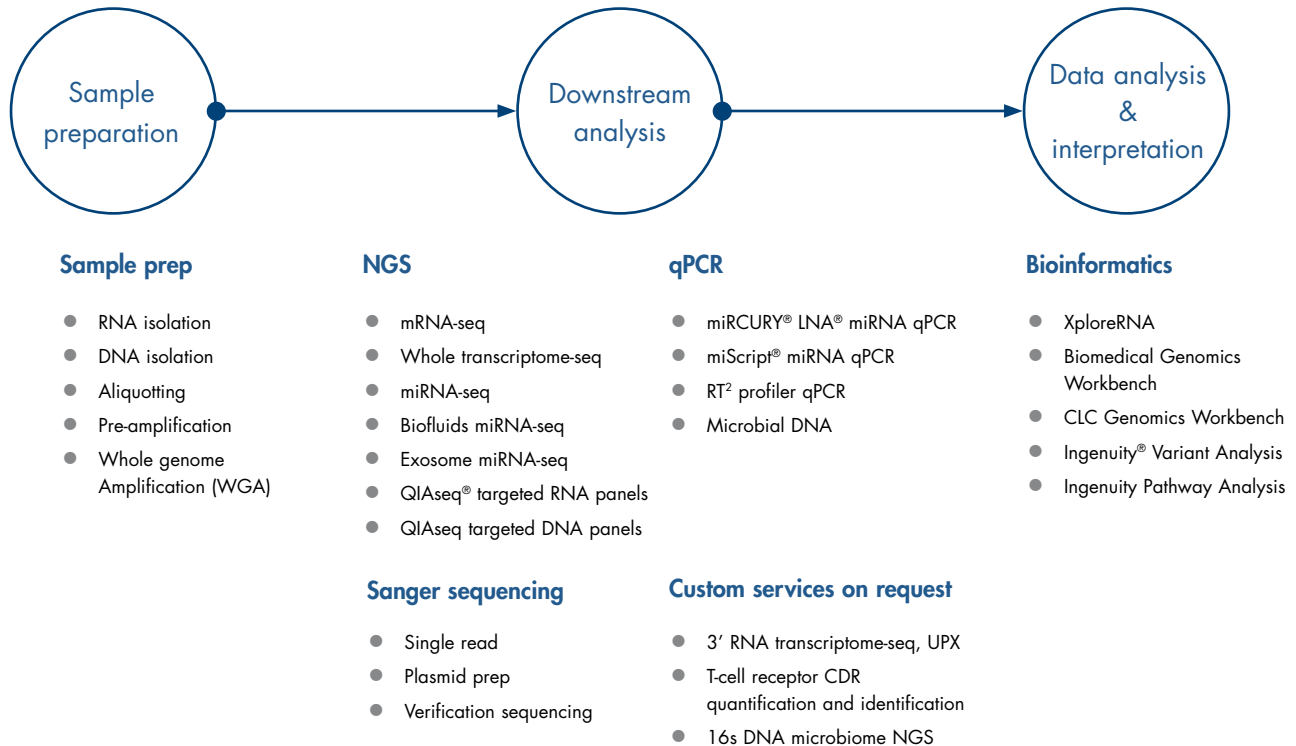 Sample
preparation
Downstream
analysis
Data analysis
&
interpretation
Sample prep
RNA isolation
DNA isolation
Aliquotting
Pre-amplification
Whole genome
Amplification (WGA)
NGS
mRNA-seq
Whole transcriptome-seq
miRNA-seq
Biofluids miRNA-seq
Exosome miRNA-seq
QIAseq® targeted RNA panels
QIAseq targeted DNA panels
qPCR
miRCURY® LNA® miRNA qPCR
miScript® miRNA qPCR
RT² profiler qPCR
Microbial DNA
Bioinformatics
XploreRNA
Biomedical Genomics
Workbench
CLC Genomics Workbench
Ingenuity® Variant Analysis
Ingenuity Pathway Analysis
Sanger sequencing
Single read
Plasmid prep
Verification sequencing
Custom services on request
3’ RNA transcriptome-seq, UPX
T-cell receptor CDR
quantification and identification
16s DNA microbiome NGS